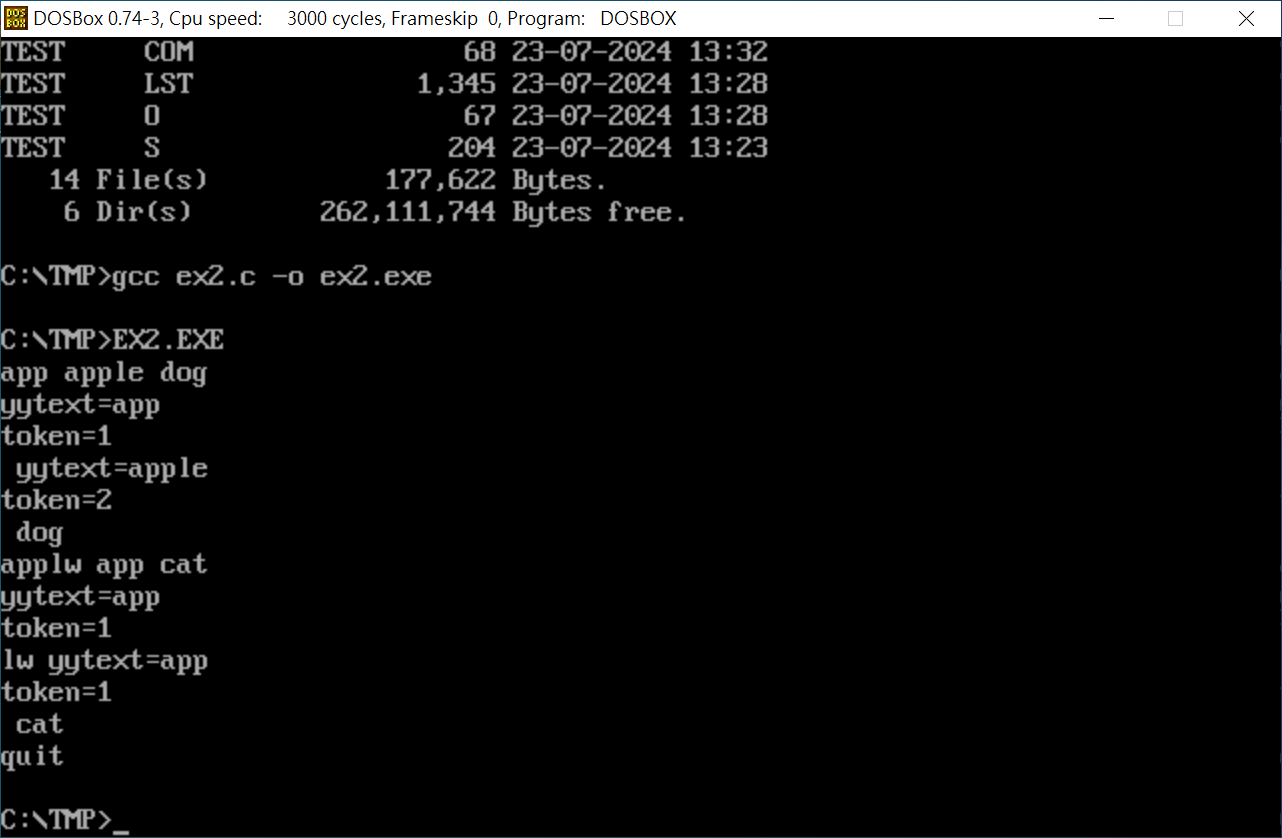 DOS
BOX
DOSBox 0.74-3, Cpu speed:    3000 cycles, Frameskip  0, Program:   DOSBOX
TEST     COM                 68 23-07-2024 13:32
TEST     LST              1,345 23-07-2024 13:28
TEST     O                   67 23-07-2024 13:28
TEST     S                  204 23-07-2024 13:23
   14 File(s)           177,622 Bytes.
    6 Dir(s)        262,111,744 Bytes free.
C:\TMP>gcc ex2.c -o ex2.exe
C:\TMP>EX2.EXE
app apple dog
yytext=app
token=1
 yytext=apple
token=2
 dog
applw app cat
yytext=app
token=1
lw yytext=app
token=1
 cat
quit
C:\TMP>_